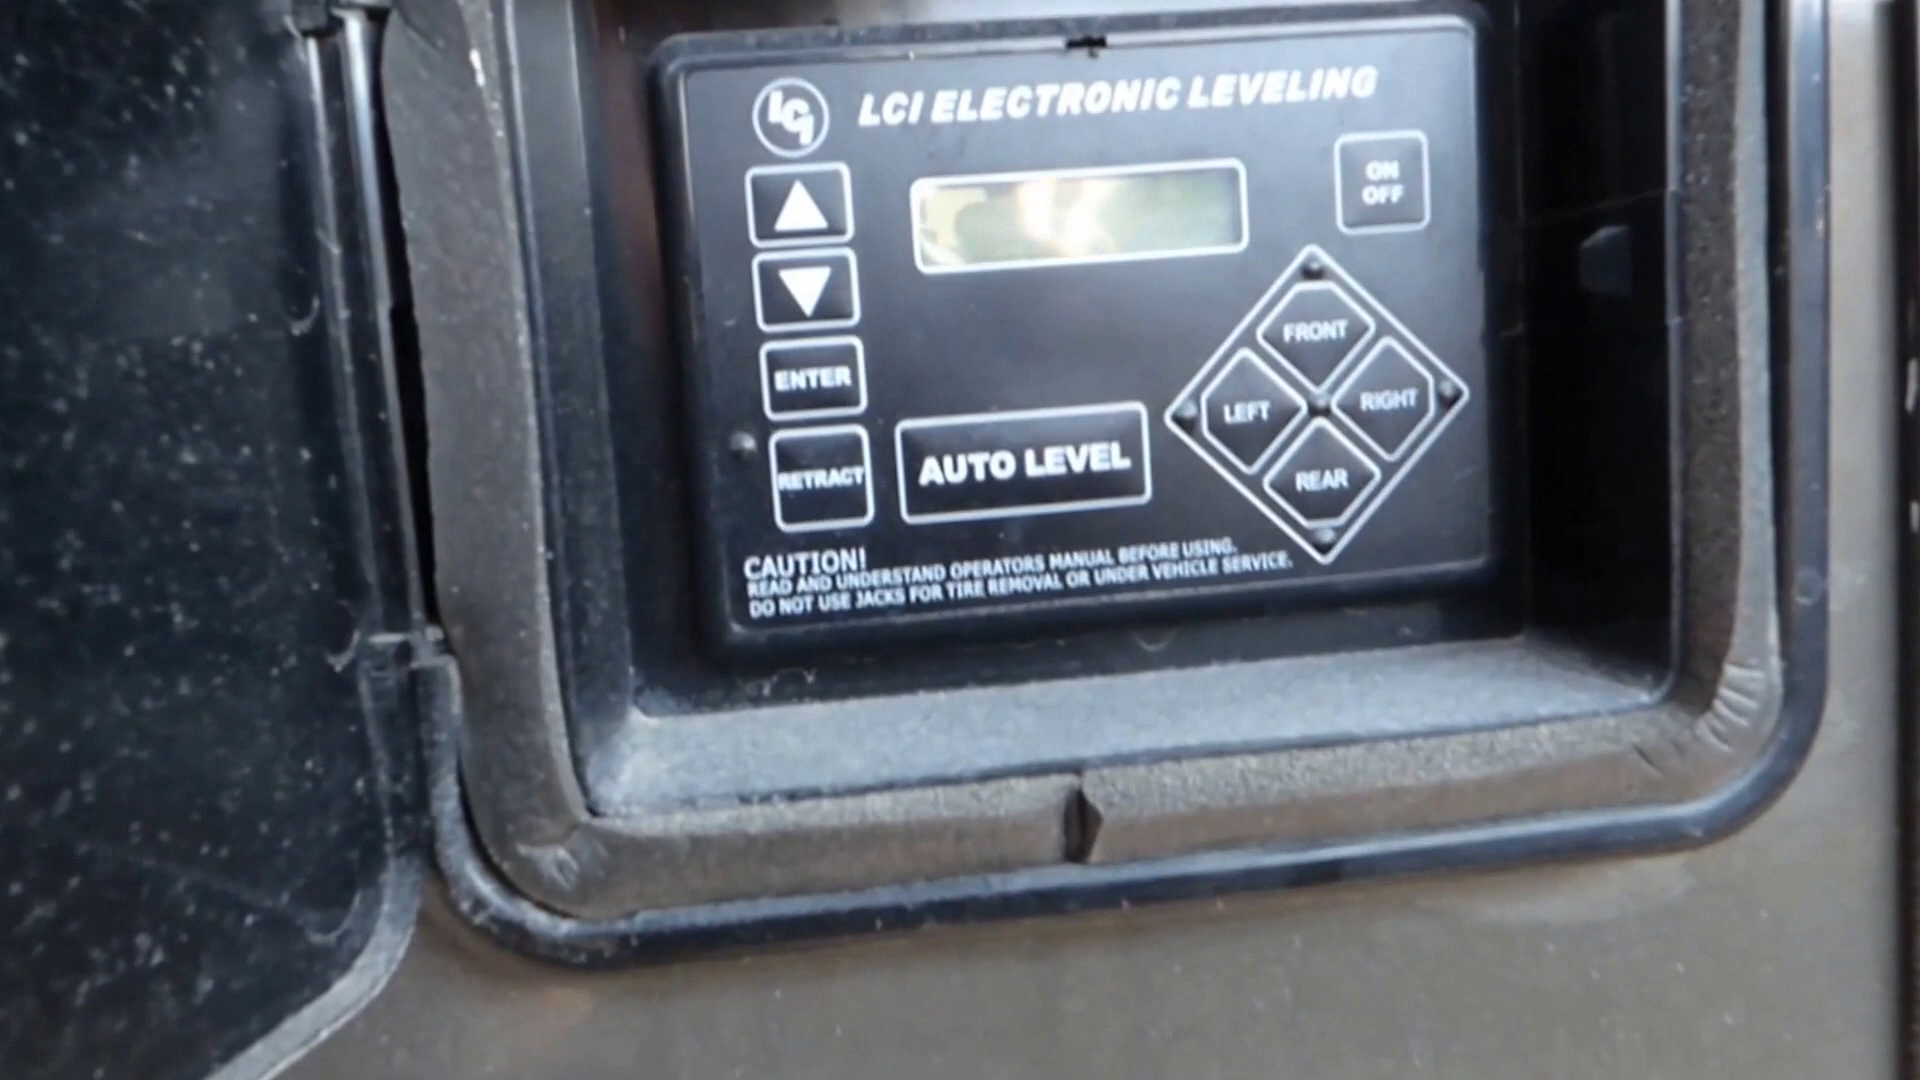 LCI
LCI ELECTRONIC LEVELING
ON
OFF
FRONT
LEFT
RIGHT
REAR
ENTER
RETRACT
AUTO LEVEL
CAUTION!
READ AND UNDERSTAND OPERATORS MANUAL BEFORE USING.
DO NOT USE JACKS FOR TIRE REMOVAL OR UNDER VEHICLE SERVICE.